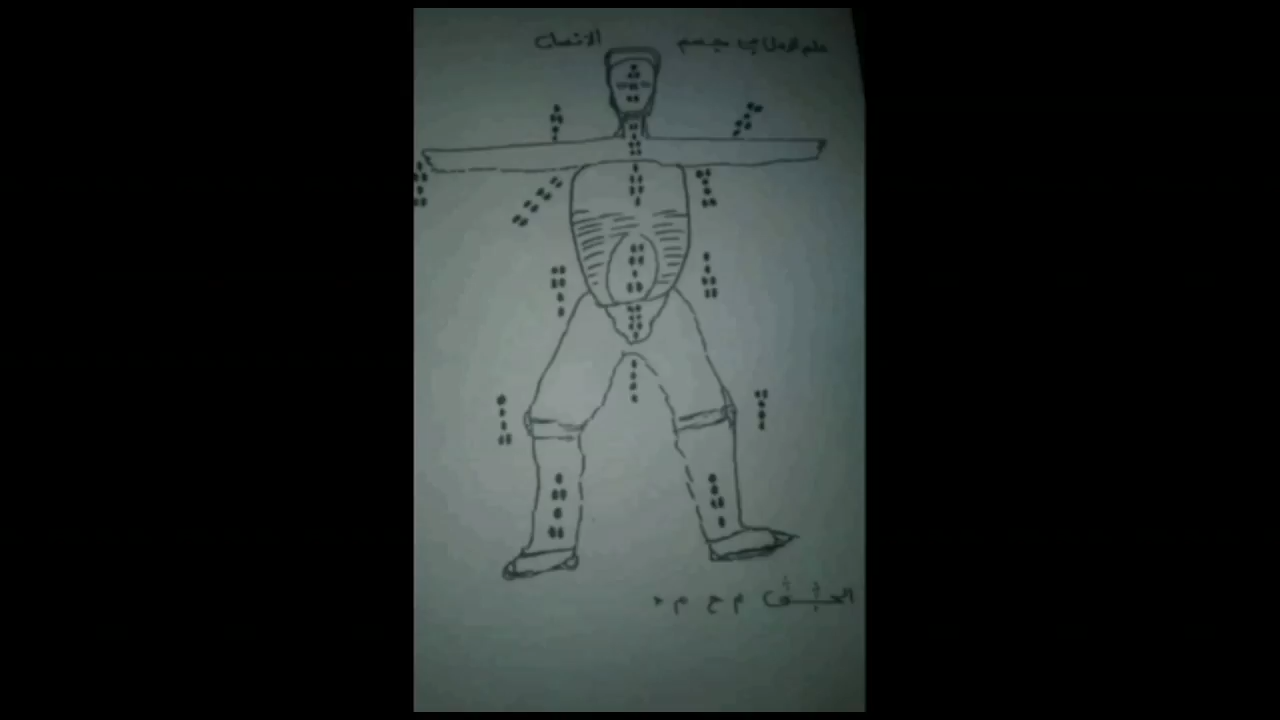 علم الرمل في جسم الانسان
م ح م د